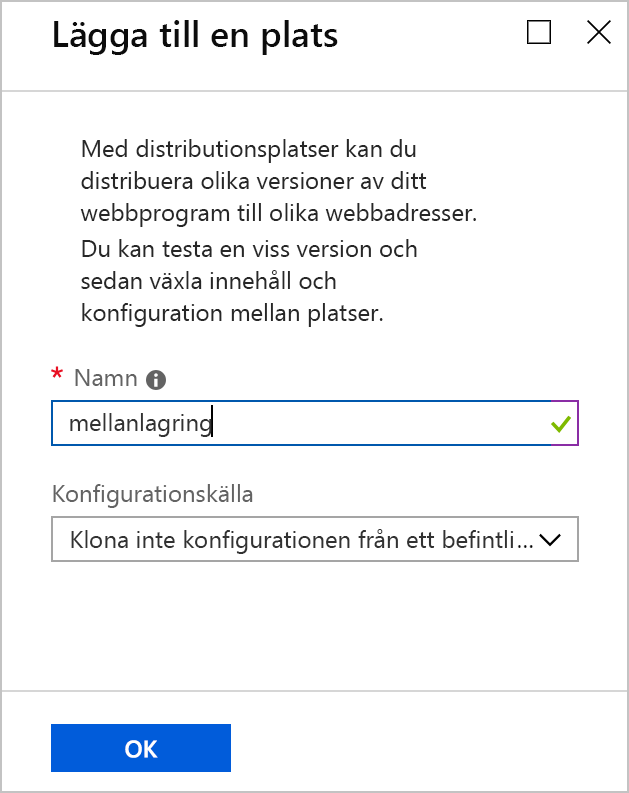 Lägga till en plats
Med distributionsplatser kan du
distribuera olika versioner av ditt
webbprogram till olika webbadresser.
Du kan testa en viss version och
sedan växla innehåll och
konfiguration mellan platser.
* Namn
mellanlagring
Konfigurationskälla
Klona inte konfigurationen från ett befintli...
OK